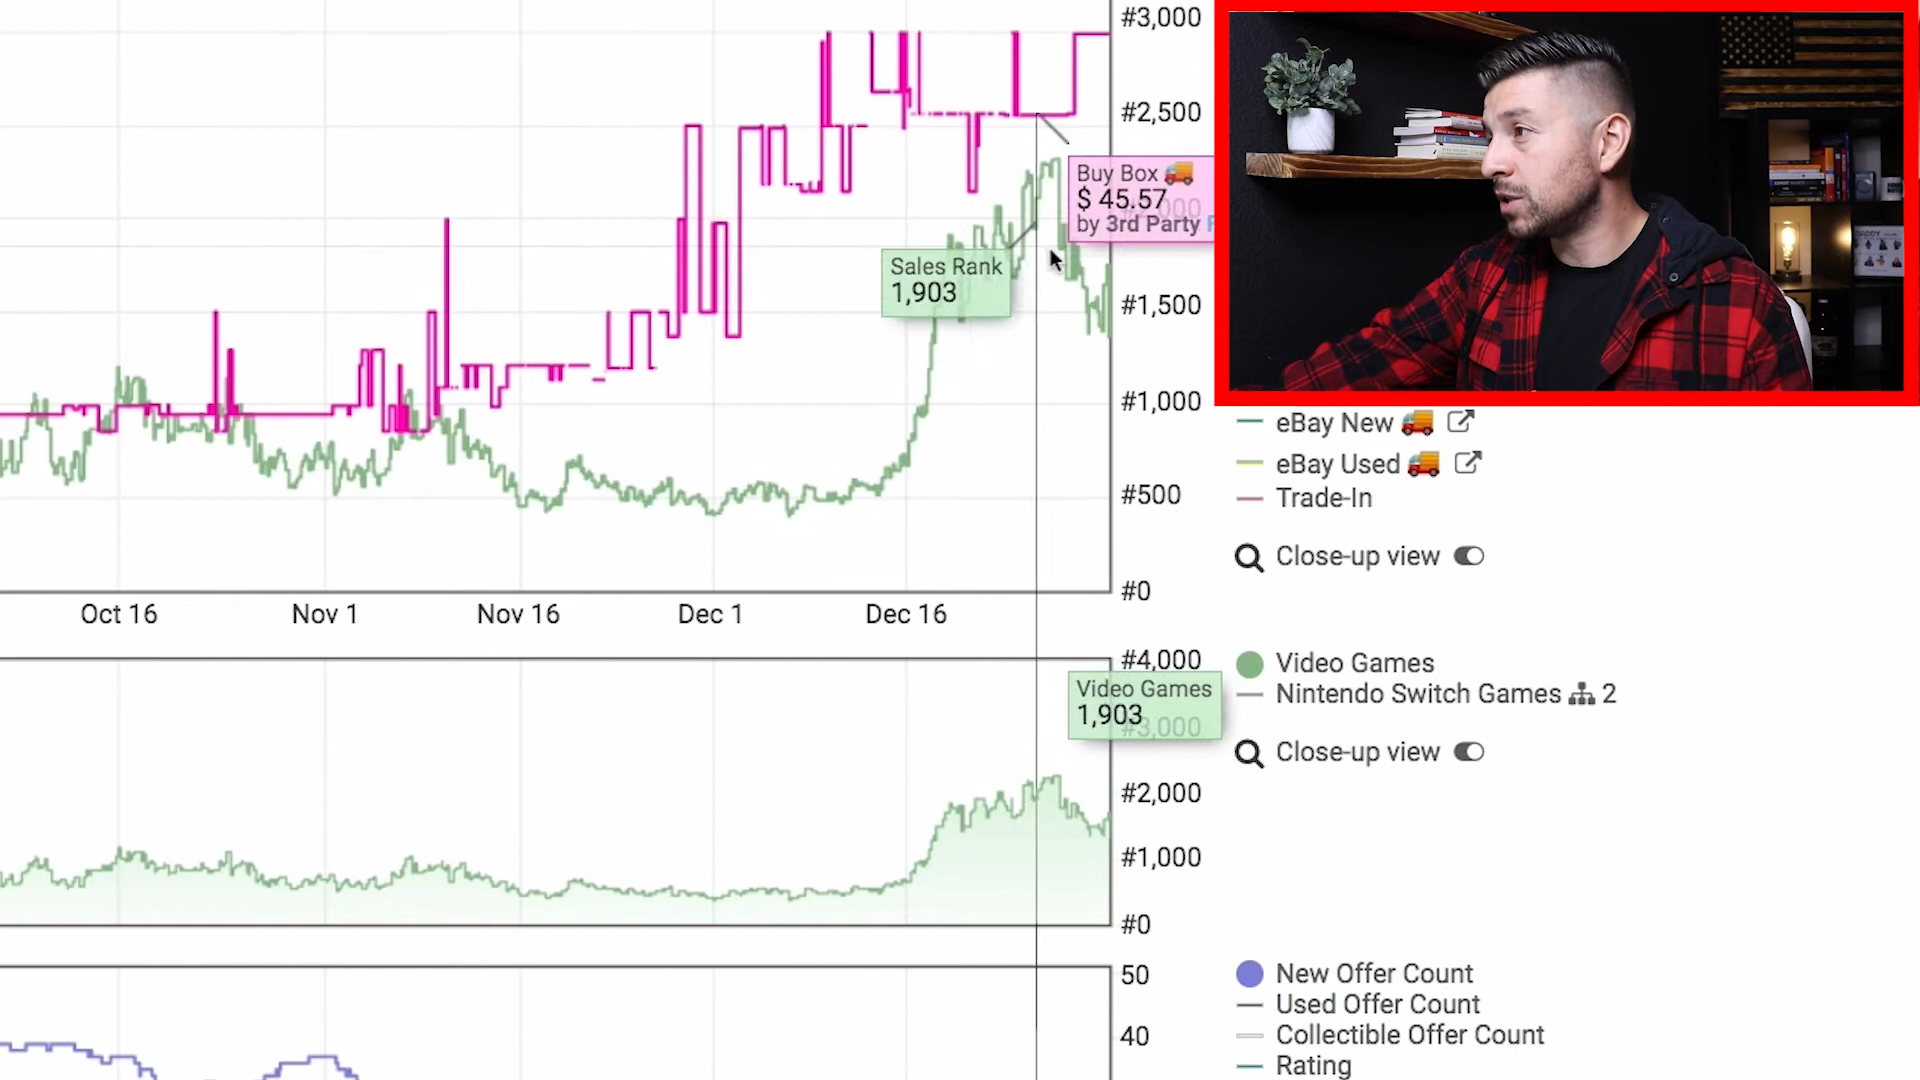 #3,000
#2,500
Buy Box
$ 45.57
by 3rd Party
Sales Rank
1,903
#1,500
#1,000
#500
#0
Oct 16
Nov 1
Nov 16
Dec 1
Dec 16
eBay New
eBay Used
Trade-In
Close-up view
#4,000
Video Games
1,903
#3,000
#2,000
#1,000
#0
Video Games
Nintendo Switch Games 2
Close-up view
50
40
New Offer Count
Used Offer Count
Collectible Offer Count
Rating
DADDY